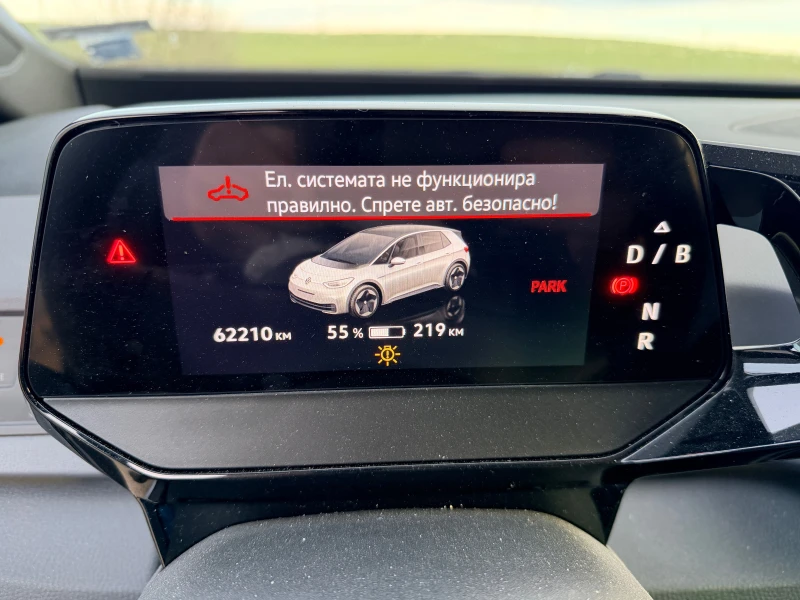 Ел. системата не функционира
правилно. Спрете авт. безопасно!
D / B
PARK
P
N
62210 км 55 % 219 км
R